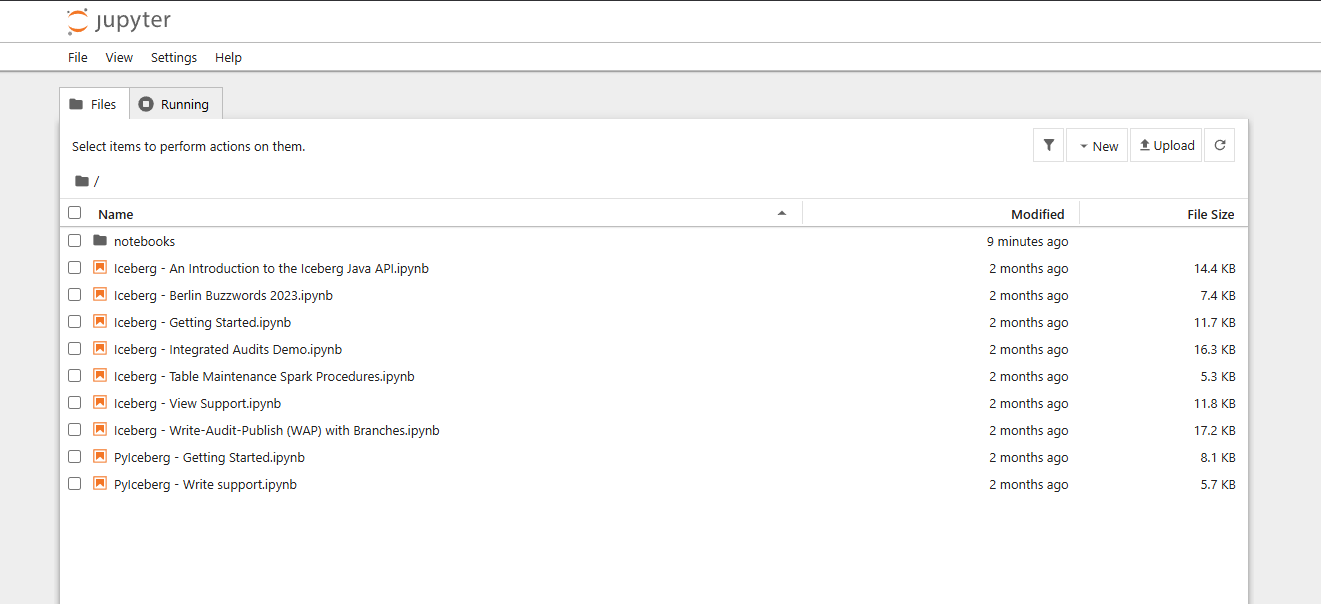 jupyter
File View Settings Help
Files Running
Select items to perform actions on them.
New Upload
/
Name Modified File Size
notebooks 9 minutes ago
Iceberg - An Introduction to the Iceberg Java API.ipynb 2 months ago 14.4 KB
Iceberg - Berlin Buzzwords 2023.ipynb 2 months ago 7.4 KB
Iceberg - Getting Started.ipynb 2 months ago 11.7 KB
Iceberg - Integrated Audits Demo.ipynb 2 months ago 16.3 KB
Iceberg - Table Maintenance Spark Procedures.ipynb 2 months ago 5.3 KB
Iceberg - View Support.ipynb 2 months ago 11.8 KB
Iceberg - Write-Audit-Publish (WAP) with Branches.ipynb 2 months ago 17.2 KB
PyIceberg - Getting Started.ipynb 2 months ago 8.1 KB
PyIceberg - Write support.ipynb 2 months ago 5.7 KB